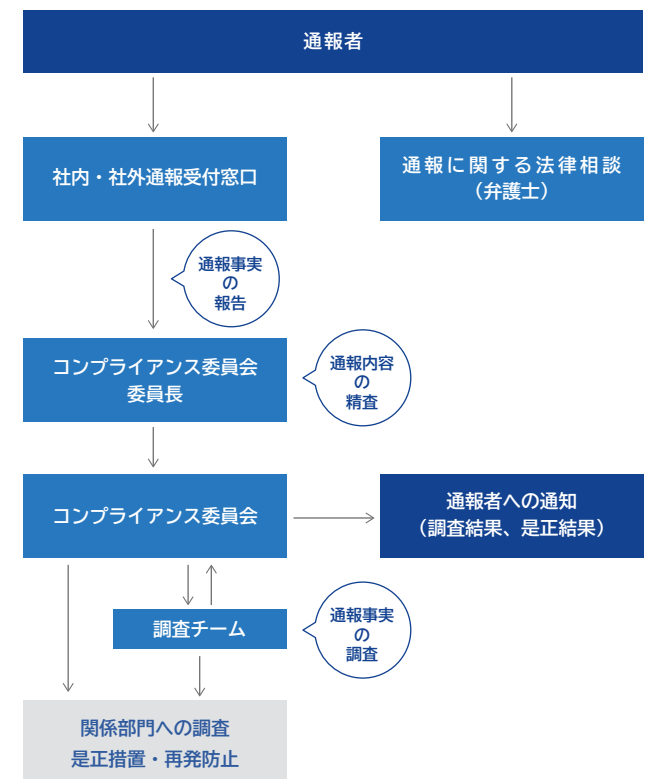 通報者
社内・社外通報受付窓口
通報に関する法律相談
（弁護士）
通報事実
の
報告
コンプライアンス委員会
委員長
通報内容
の
精査
コンプライアンス委員会
通報者への通知
（調査結果、是正結果）
調査チーム
通報事実
の
調査
関係部門への調査
是正措置・再発防止